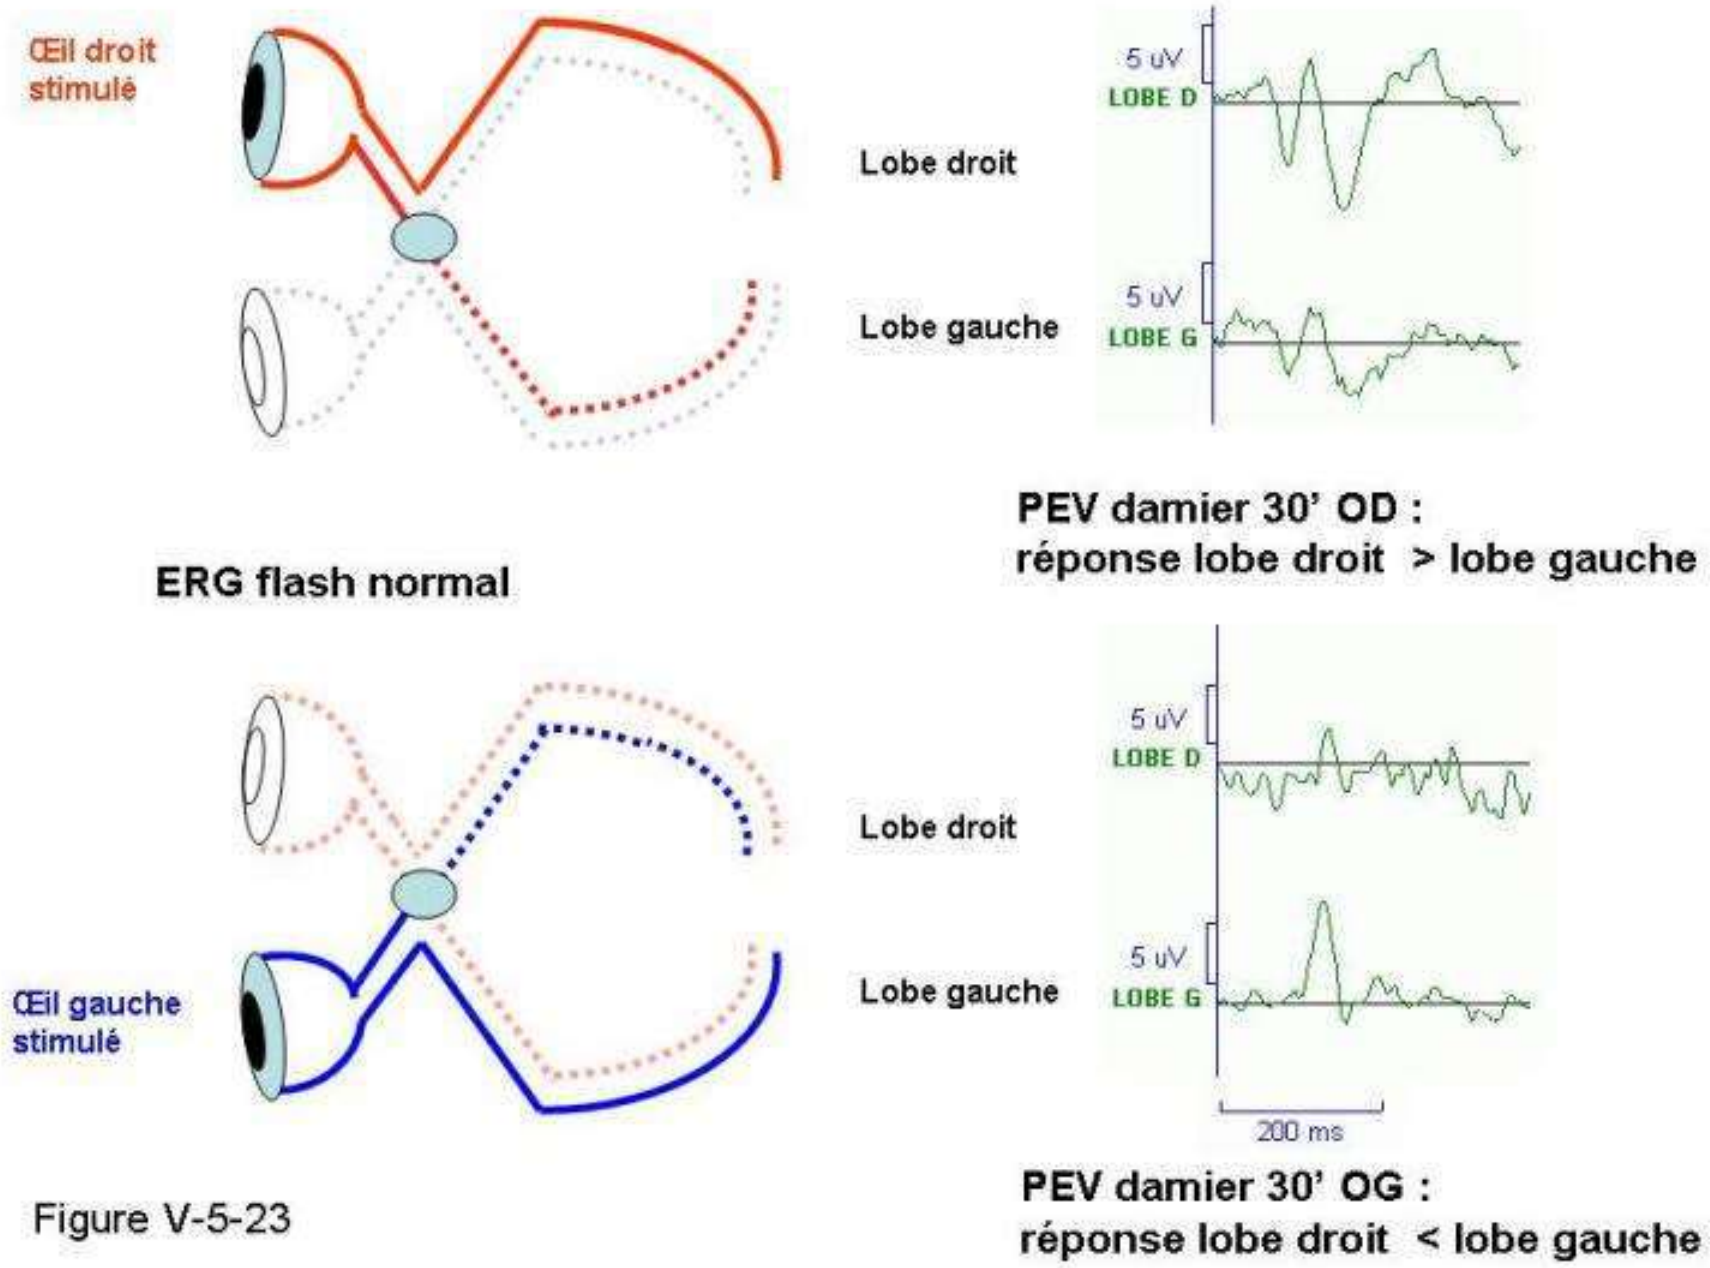 Œil droit
stimulé
5 uV
LOBE D
Lobe droit
5 uV
LOBE G
Lobe gauche
PEV damier 30’ OD :
réponse lobe droit > lobe gauche
ERG flash normal
5 uV
LOBE D
Lobe droit
5 uV
LOBE G
Lobe gauche
Œil gauche
stimulé
200 ms
PEV damier 30’ OG :
réponse lobe droit < lobe gauche
Figure V-5-23